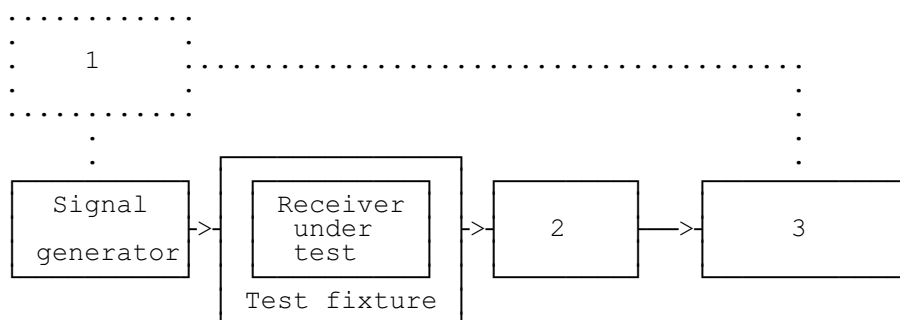 1
Signal
generator
Receiver
under
test
2
3
Test fixture